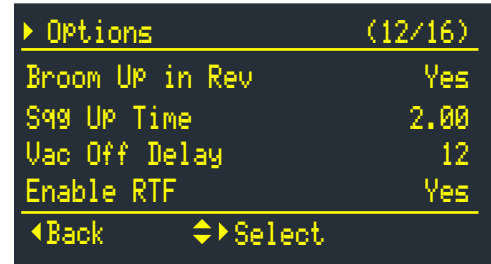 Options (12/16)
Broom Up in Rev Yes
Sqg Up Time 2.00
Vac Off Delay 12
Enable RTF Yes
Back Select